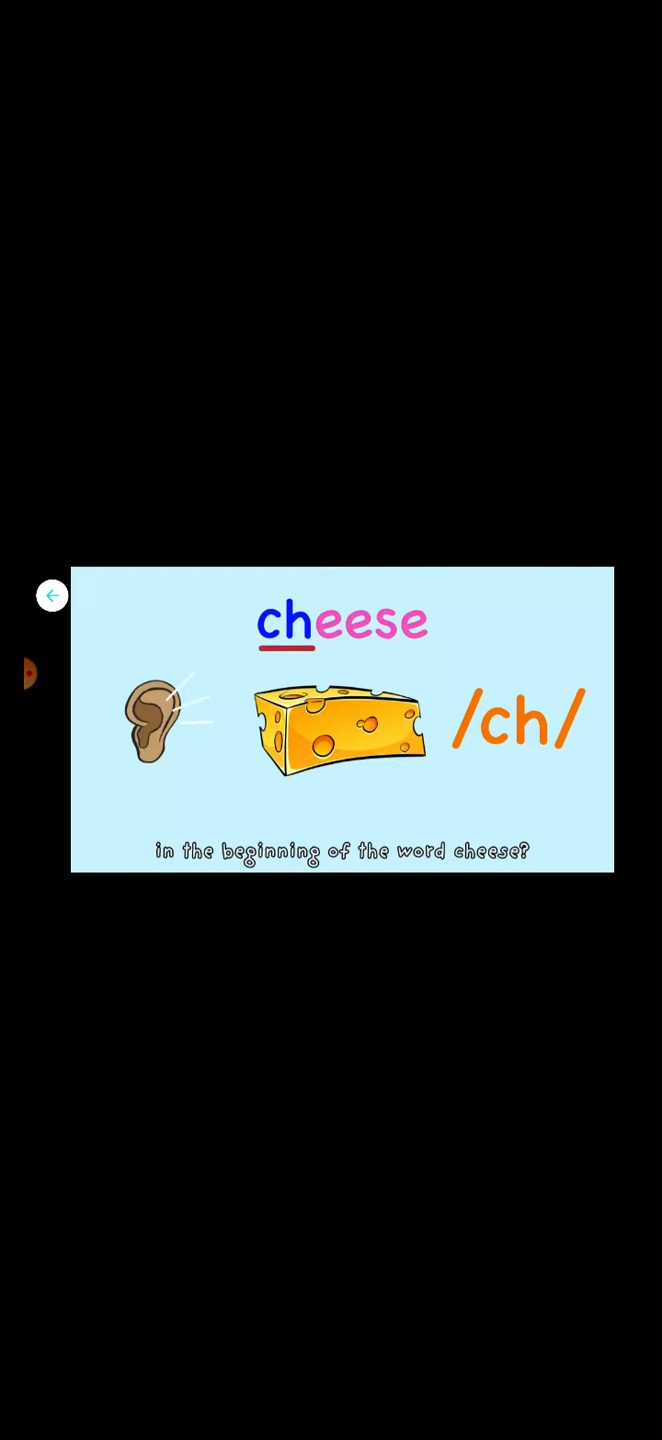 cheese
/ch/
in the beginning of the word cheese?